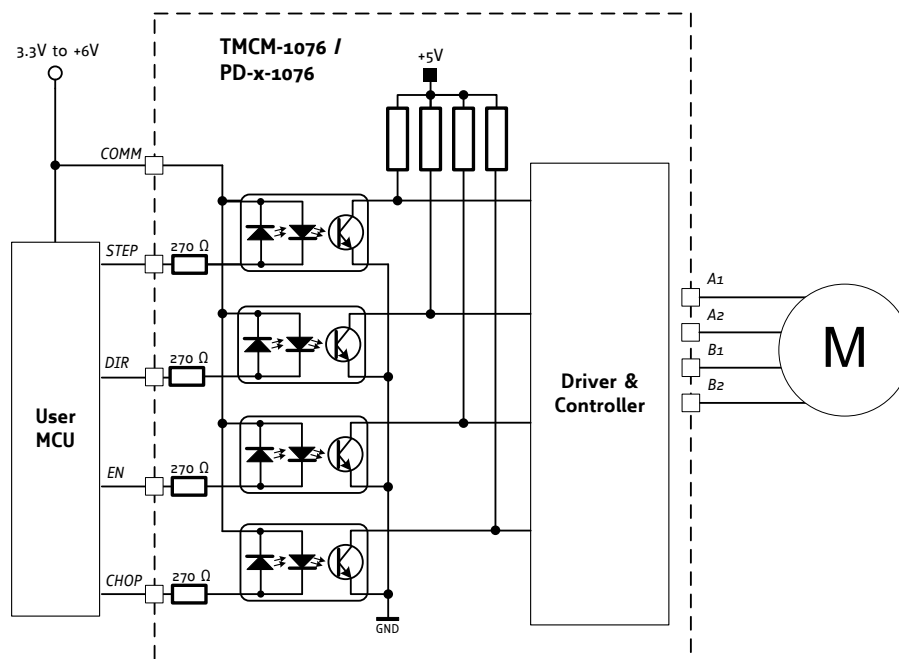 3.3V to +6V
TMCM-1076 /
PD-x-1076
+5V
COMM
STEP
270 Ω
DIR
270 Ω
User
MCU
EN
270 Ω
CHOP
270 Ω
GND
Driver &
Controller
A1
A2
B1
B2
M